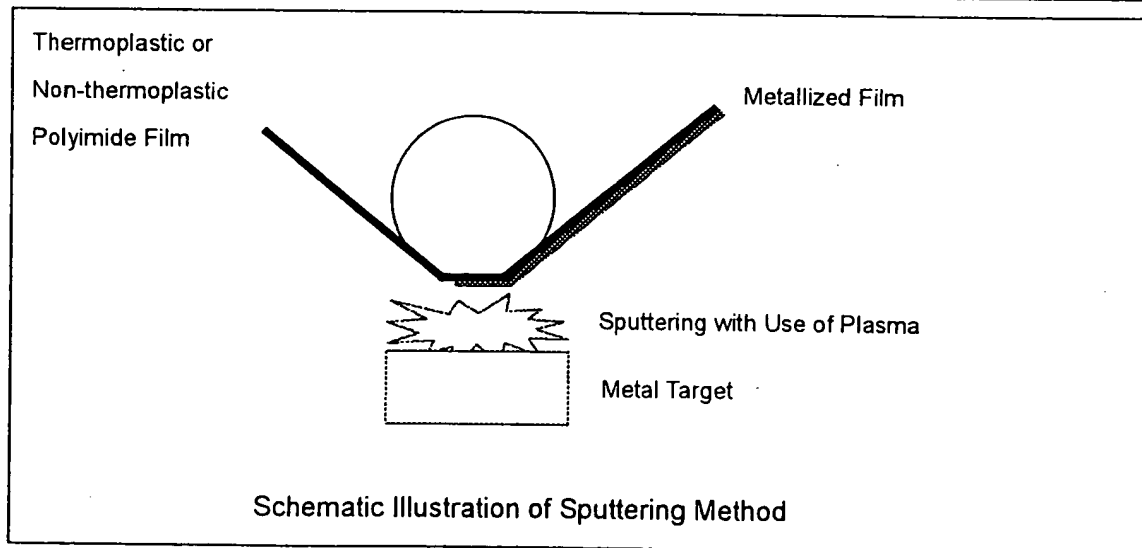 Thermoplastic or
Non-thermoplastic
Polyimide Film
Metallized Film
Sputtering with Use of Plasma
Metal Target
Schematic Illustration of Sputtering Method